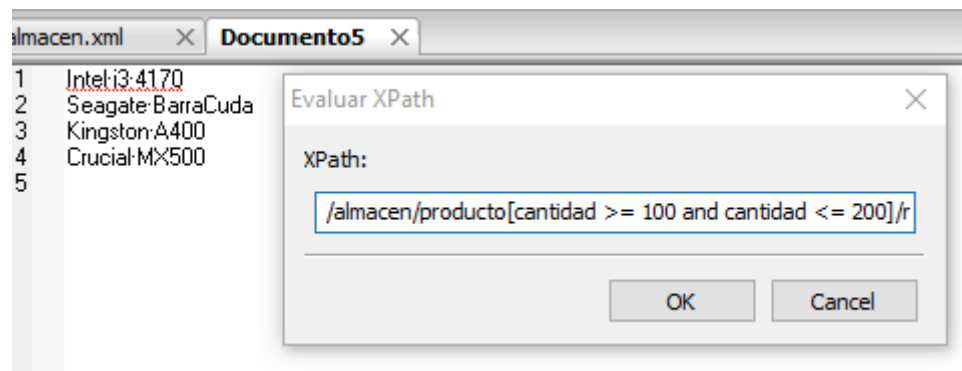 almacen.xml
Documento5
1 Intel·i3·4170
2 Seagate·BarraCuda
3 Kingston·A400
4 Crucial·MX500
5
Evaluar XPath
XPath:
/almacen/producto[cantidad >= 100 and cantidad <= 200]/
OK Cancel